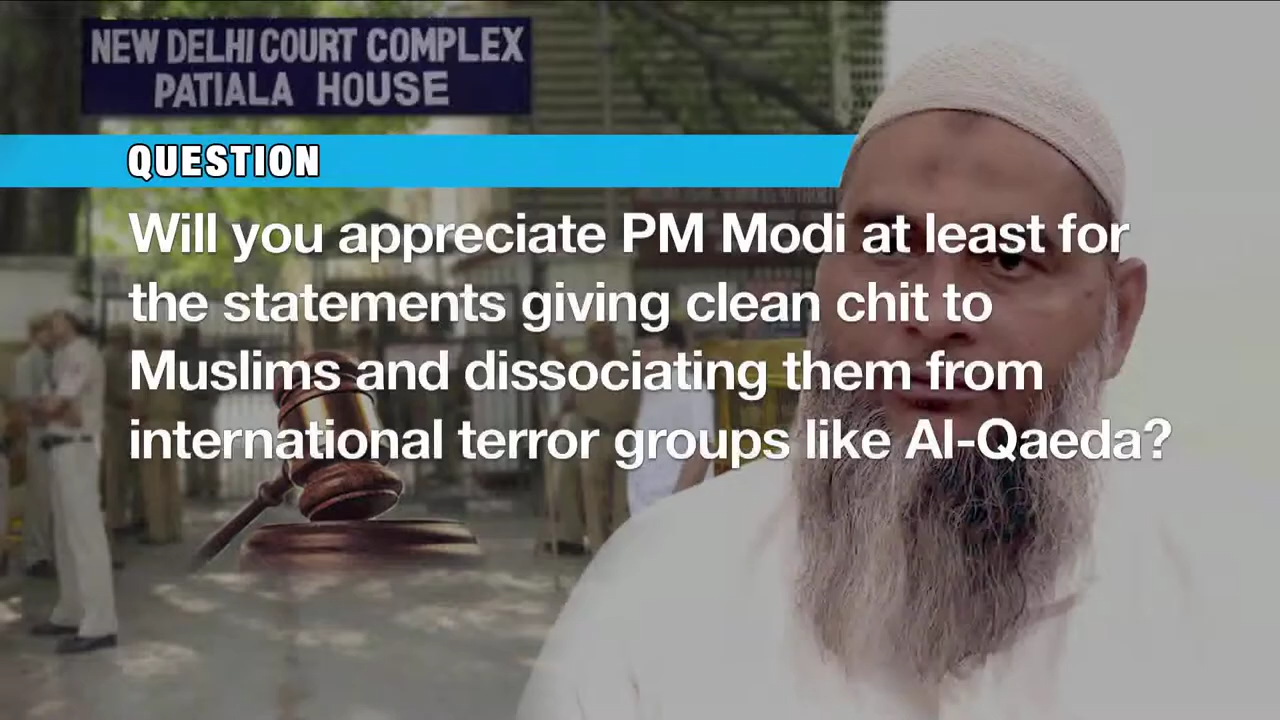 NEW DELHI COURT COMPLEX
PATIALA HOUSE
QUESTION
Will you appreciate PM Modi at least for
the statements giving clean chit to
Muslims and dissociating them from
international terror groups like Al-Qaeda?